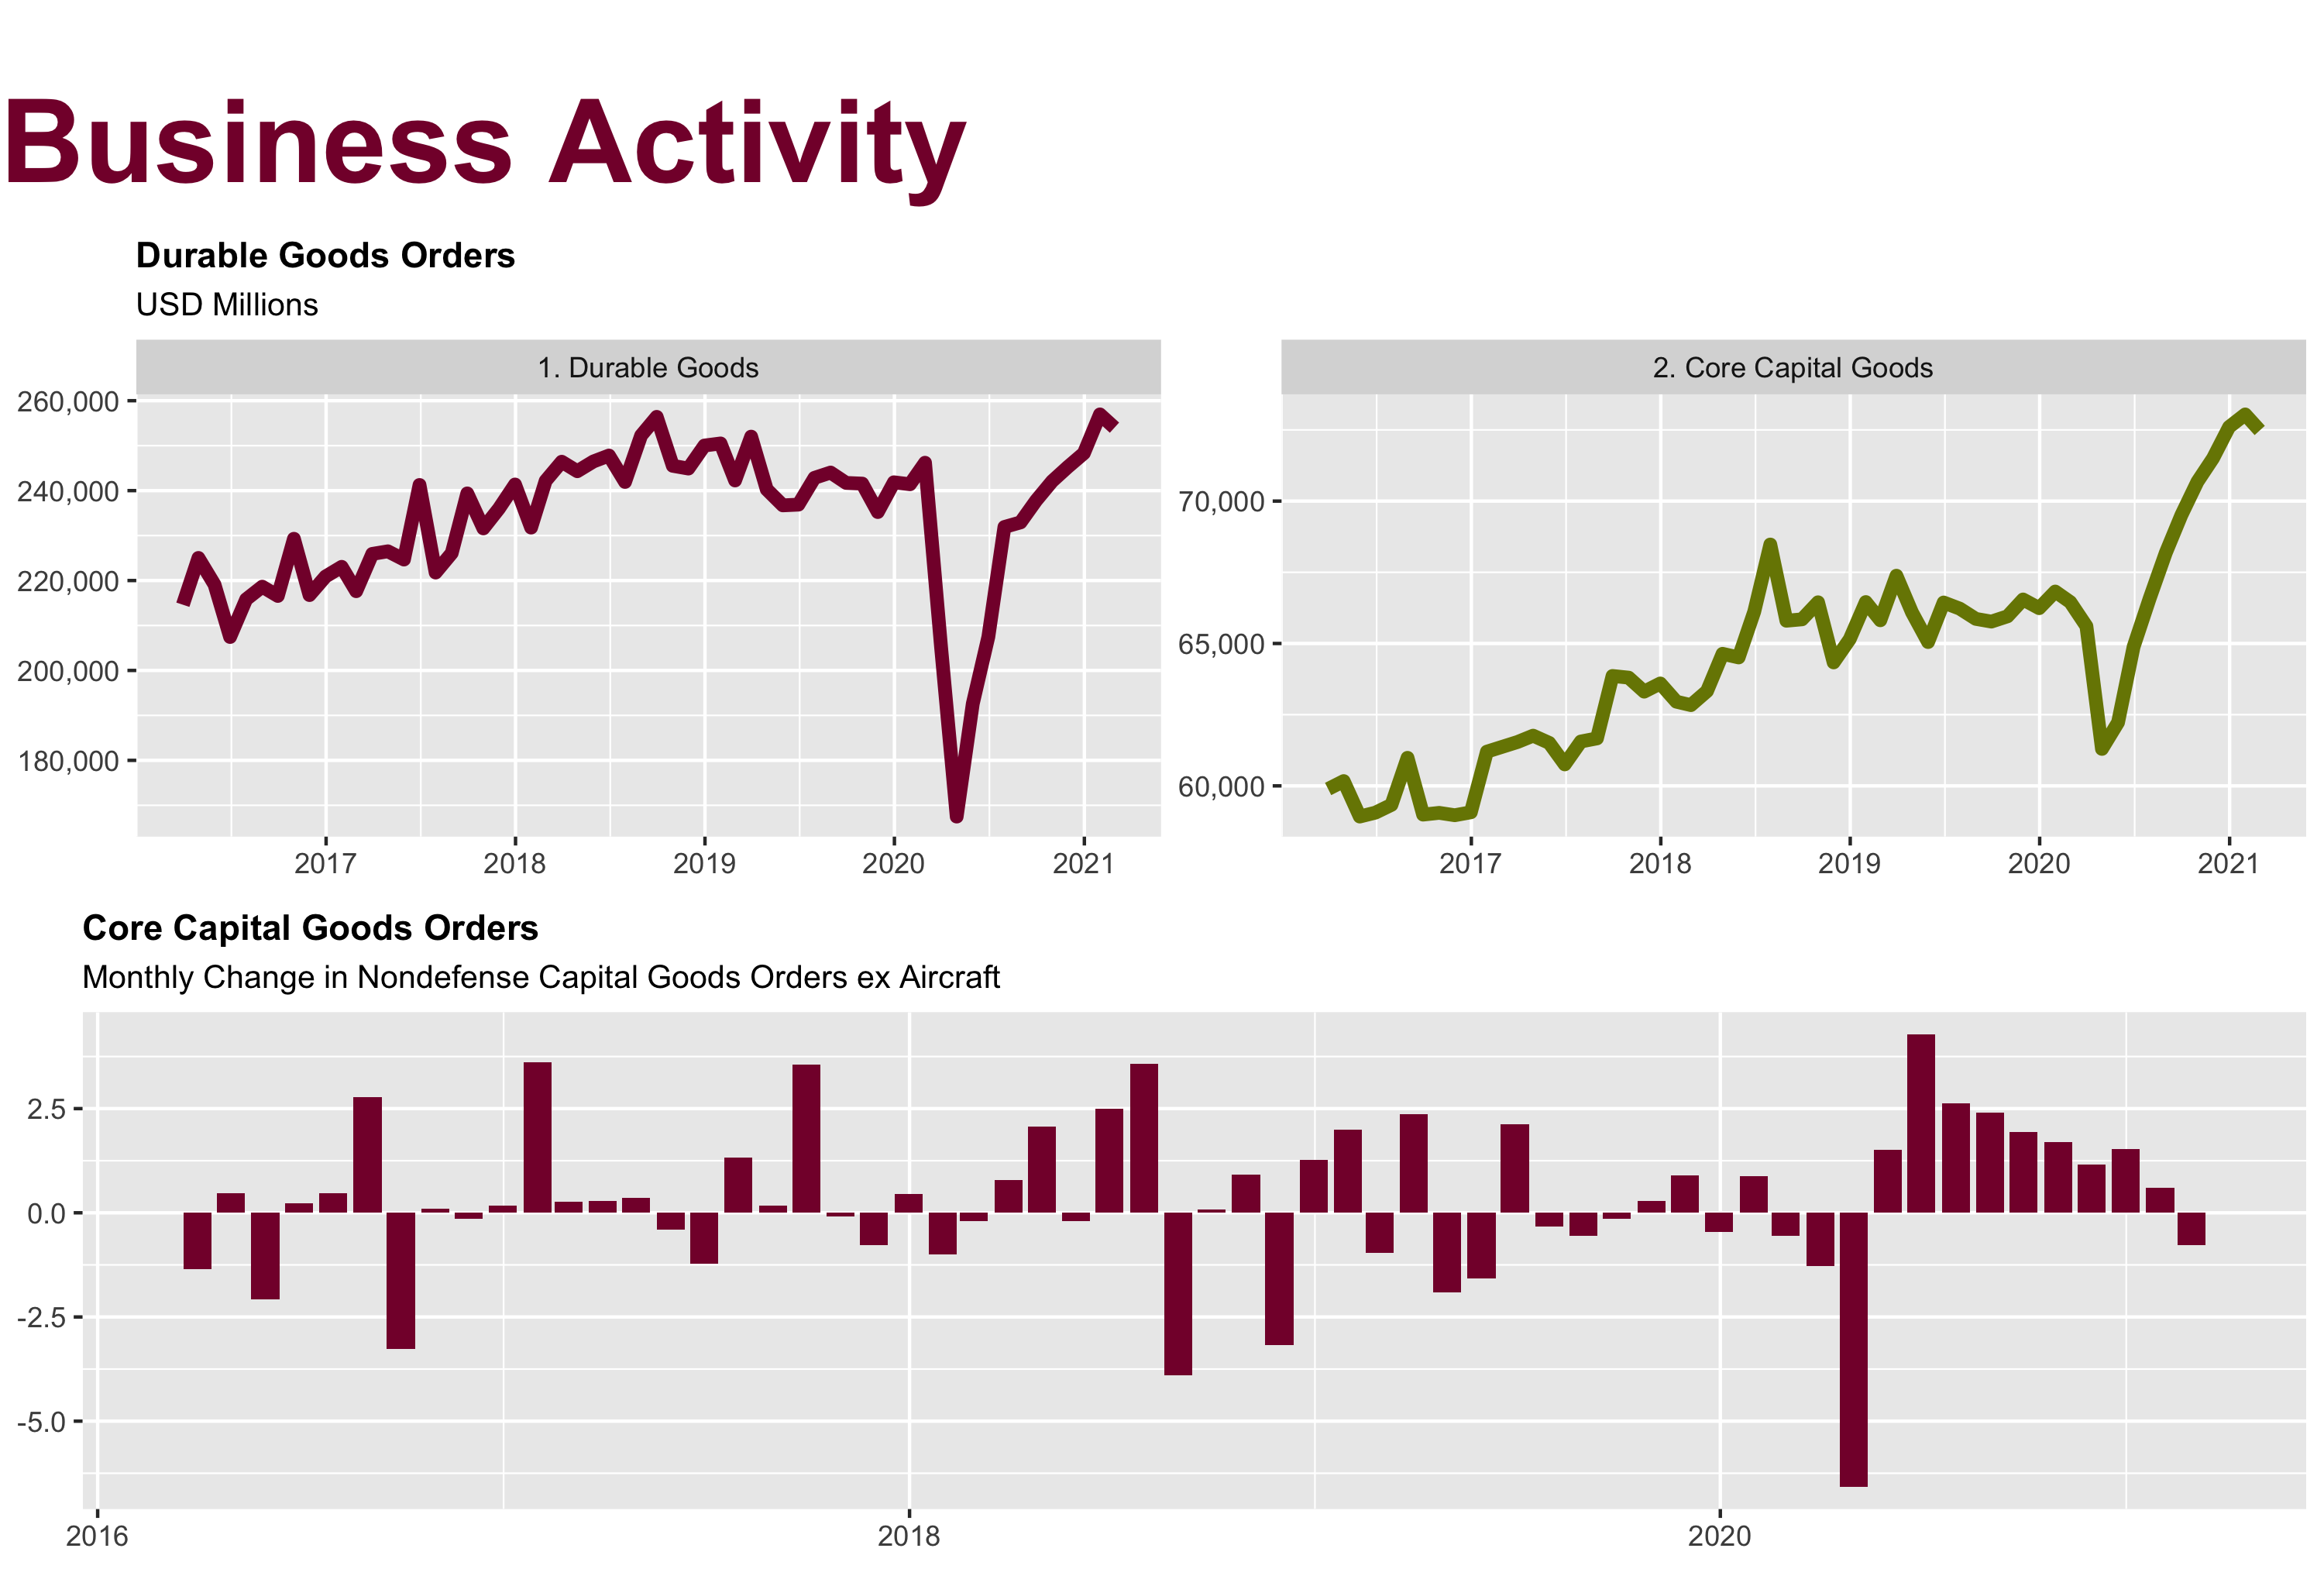 Business Activity
Durable Goods Orders
USD Millions
1. Durable Goods
2. Core Capital Goods
260,000
240,000
220,000
200,000
180,000
2017 2018 2019 2020 2021
70,000
65,000
60,000
2017 2018 2019 2020 2021
Core Capital Goods Orders
Monthly Change in Nondefense Capital Goods Orders ex Aircraft
2.5
0.0
-2.5
-5.0
2016 2018 2020